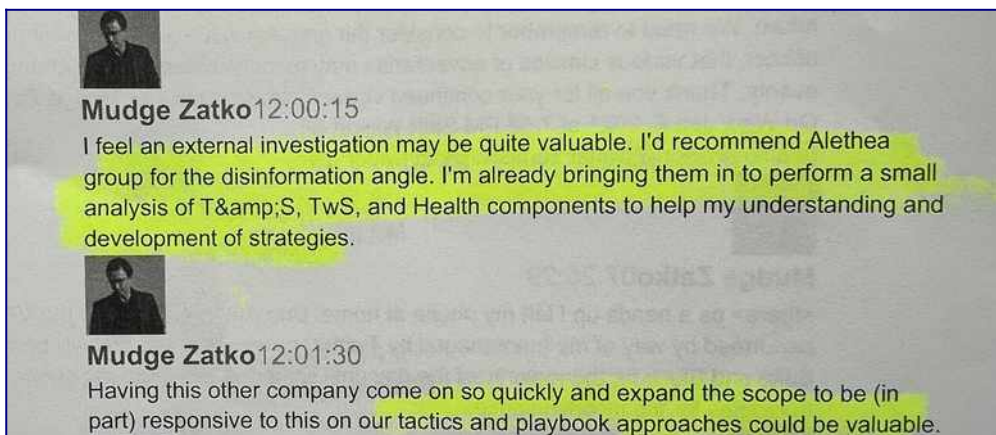 Mudge Zatko12:00:15
I feel an external investigation may be quite valuable. I'd recommend Alethea
group for the disinformation angle. I'm already bringing them in to perform a small
analysis of T&amp;S, TwS, and Health components to help my understanding and
development of strategies.
Mudge Zatko12:01:30
Having this other company come on so quickly and expand the scope to be (in
part) responsive to this on our tactics and playbook approaches could be valuable.